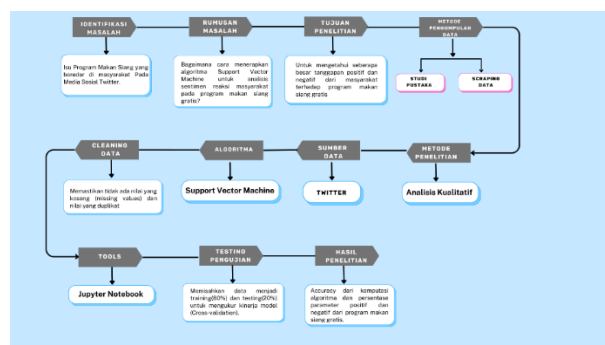 IDENTIFIKASI
MASALAH
RUMUSAN
MASALAH
TUJUAN
PENELITIAN
METODE
PENGUMPULAN
DATA
Isu Program Makan Siang yang
beredar di masyarakat Pada
Media Sosial Twitter.
Bagaimana cara menerapkan
algoritma Support Vector
Machine untuk analisis
sentimen reaksi masyarakat
pada program makan siang
gratis?
Untuk mengetahui seberapa
besar tanggapan positif dan
negatif dari masyarakat
terhadap program makan
siang gratis
STUDI
PUSTAKA
SCRAPING
DATA
CLEANING
DATA
ALGORITMA
SUMBER
DATA
METODE
PENELITIAN
Memastikan tidak ada nilai yang
kosong (missing values) dan
nilai yang duplikat
Support Vector Machine
TWITTER
Analisis Kualitatif
TOOLS
TESTING
PENGUJIAN
HASIL
PENELITIAN
Jupyter Notebook
Memisahkan data menjadi
training(80%) dan testing(20%)
untuk mengukur kinerja model
(Cross-validation).
Accuracy dari komputasi
algoritma dan persentase
parameter positif dan
negatif dari program makan
siang gratis.